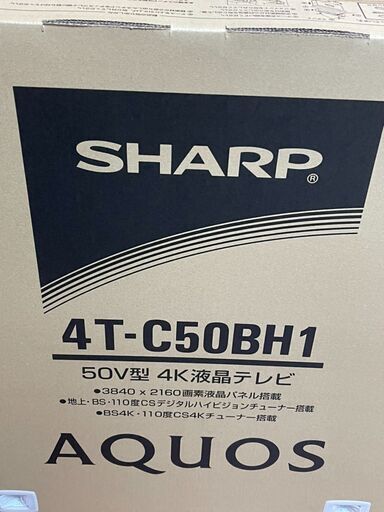 SHARP®
4T-C50BH1
50V型 4K液晶テレビ
●3840 x 2160画素液晶パネル搭載
●地上・BS・110度CSデジタルハイビジョンチューナー搭載
●BS4K・110度CS4Kチューナー搭載
AQUOS